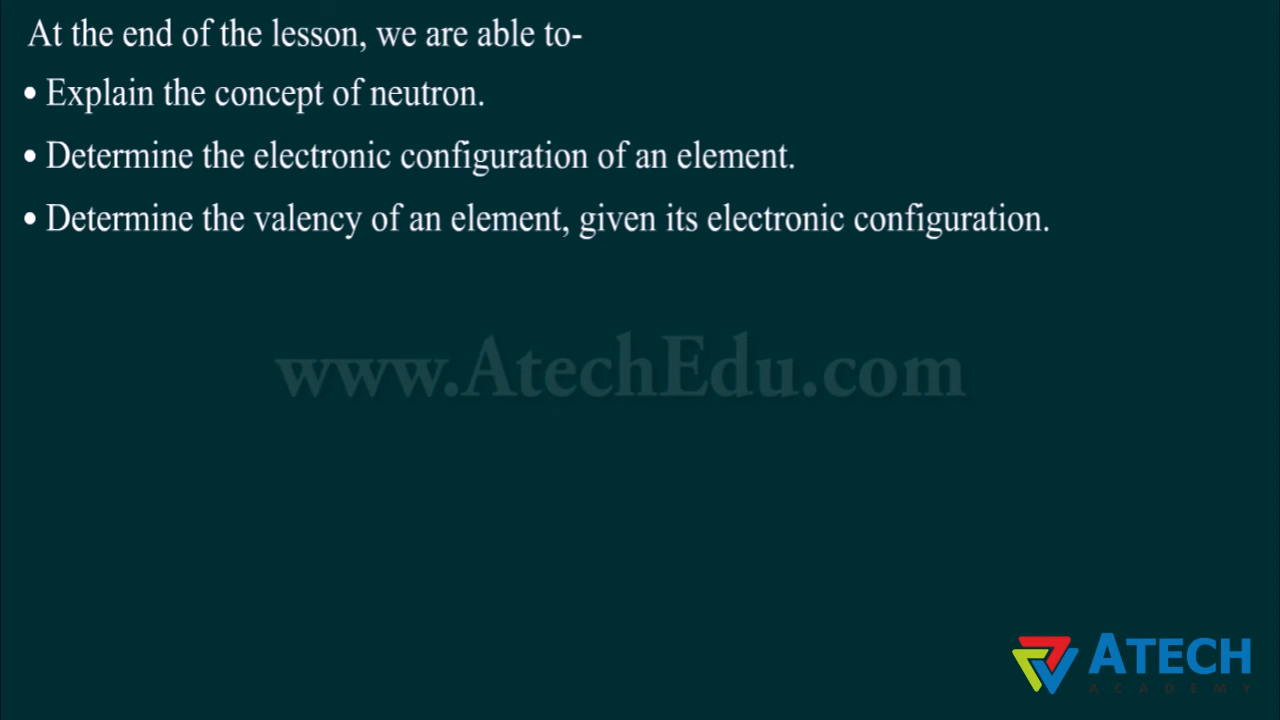 At the end of the lesson, we are able to-
• Explain the concept of neutron.
• Determine the electronic configuration of an element.
• Determine the valency of an element, given its electronic configuration.
www.AtechEdu.com
ATECH
ACADEMY